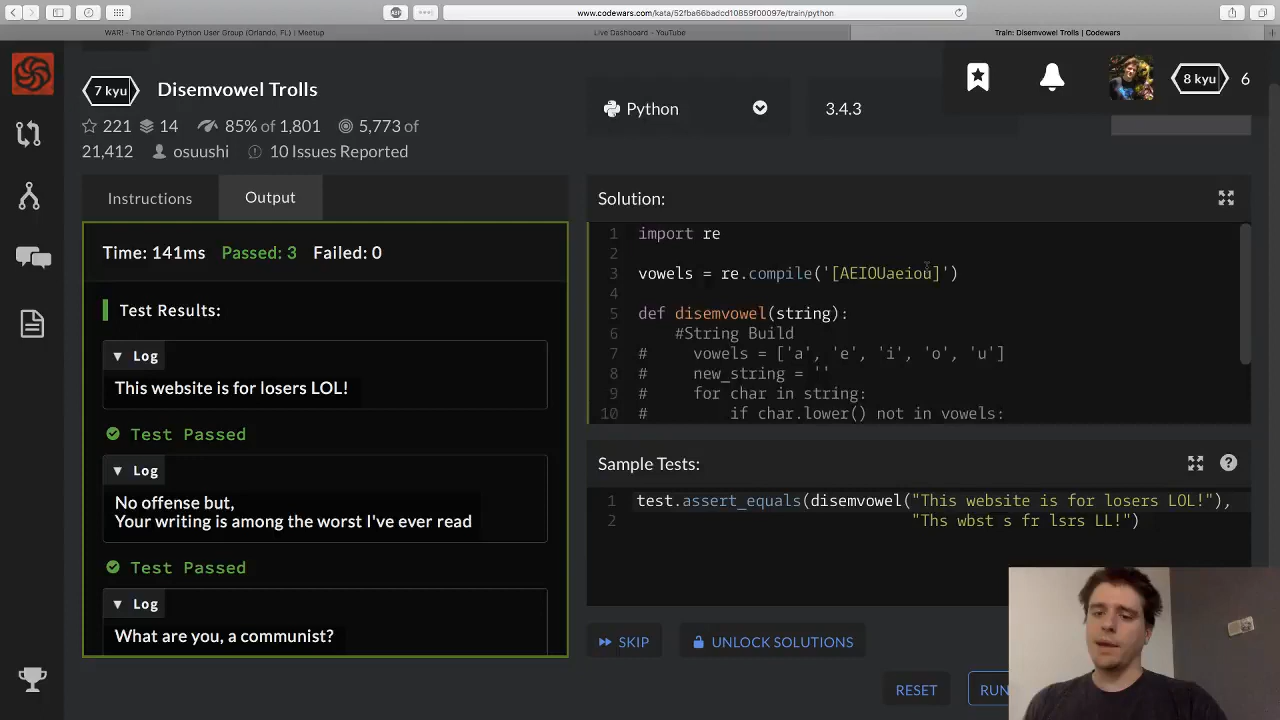 www.codewars.com/kata/52fba66badcd10859f00097e/train/python
WAR! - The Orlando Python User Group (Orlando, FL) | Meetup
Live Dashboard - YouTube
Train: Disemvowel Trolls | Codewars
7 kyu
Disemvowel Trolls
221 14 85% of 1,801 5,773 of
21,412 osuushi 10 Issues Reported
Python
3.4.3
8 kyu 6
Instructions
Output
Time: 141ms Passed: 3 Failed: 0
Test Results:
▼ Log
This website is for losers LOL!
Test Passed
▼ Log
No offense but,
Your writing is among the worst I've ever read
Test Passed
▼ Log
What are you, a communist?
Solution:
1 import re
2
3 vowels = re.compile('[AEIOUaeiou]')
4
5 def disemvowel(string):
6 #String Build
7 # vowels = ['a', 'e', 'i', 'o', 'u']
8 # new_string = ''
9 # for char in string:
10 # if char.lower() not in vowels:
Sample Tests:
?
1 test.assert_equals(disemvowel("This website is for losers LOL!"),
2 "Ths wbst s fr lsrs LL!")
SKIP
UNLOCK SOLUTIONS
RESET
RUN